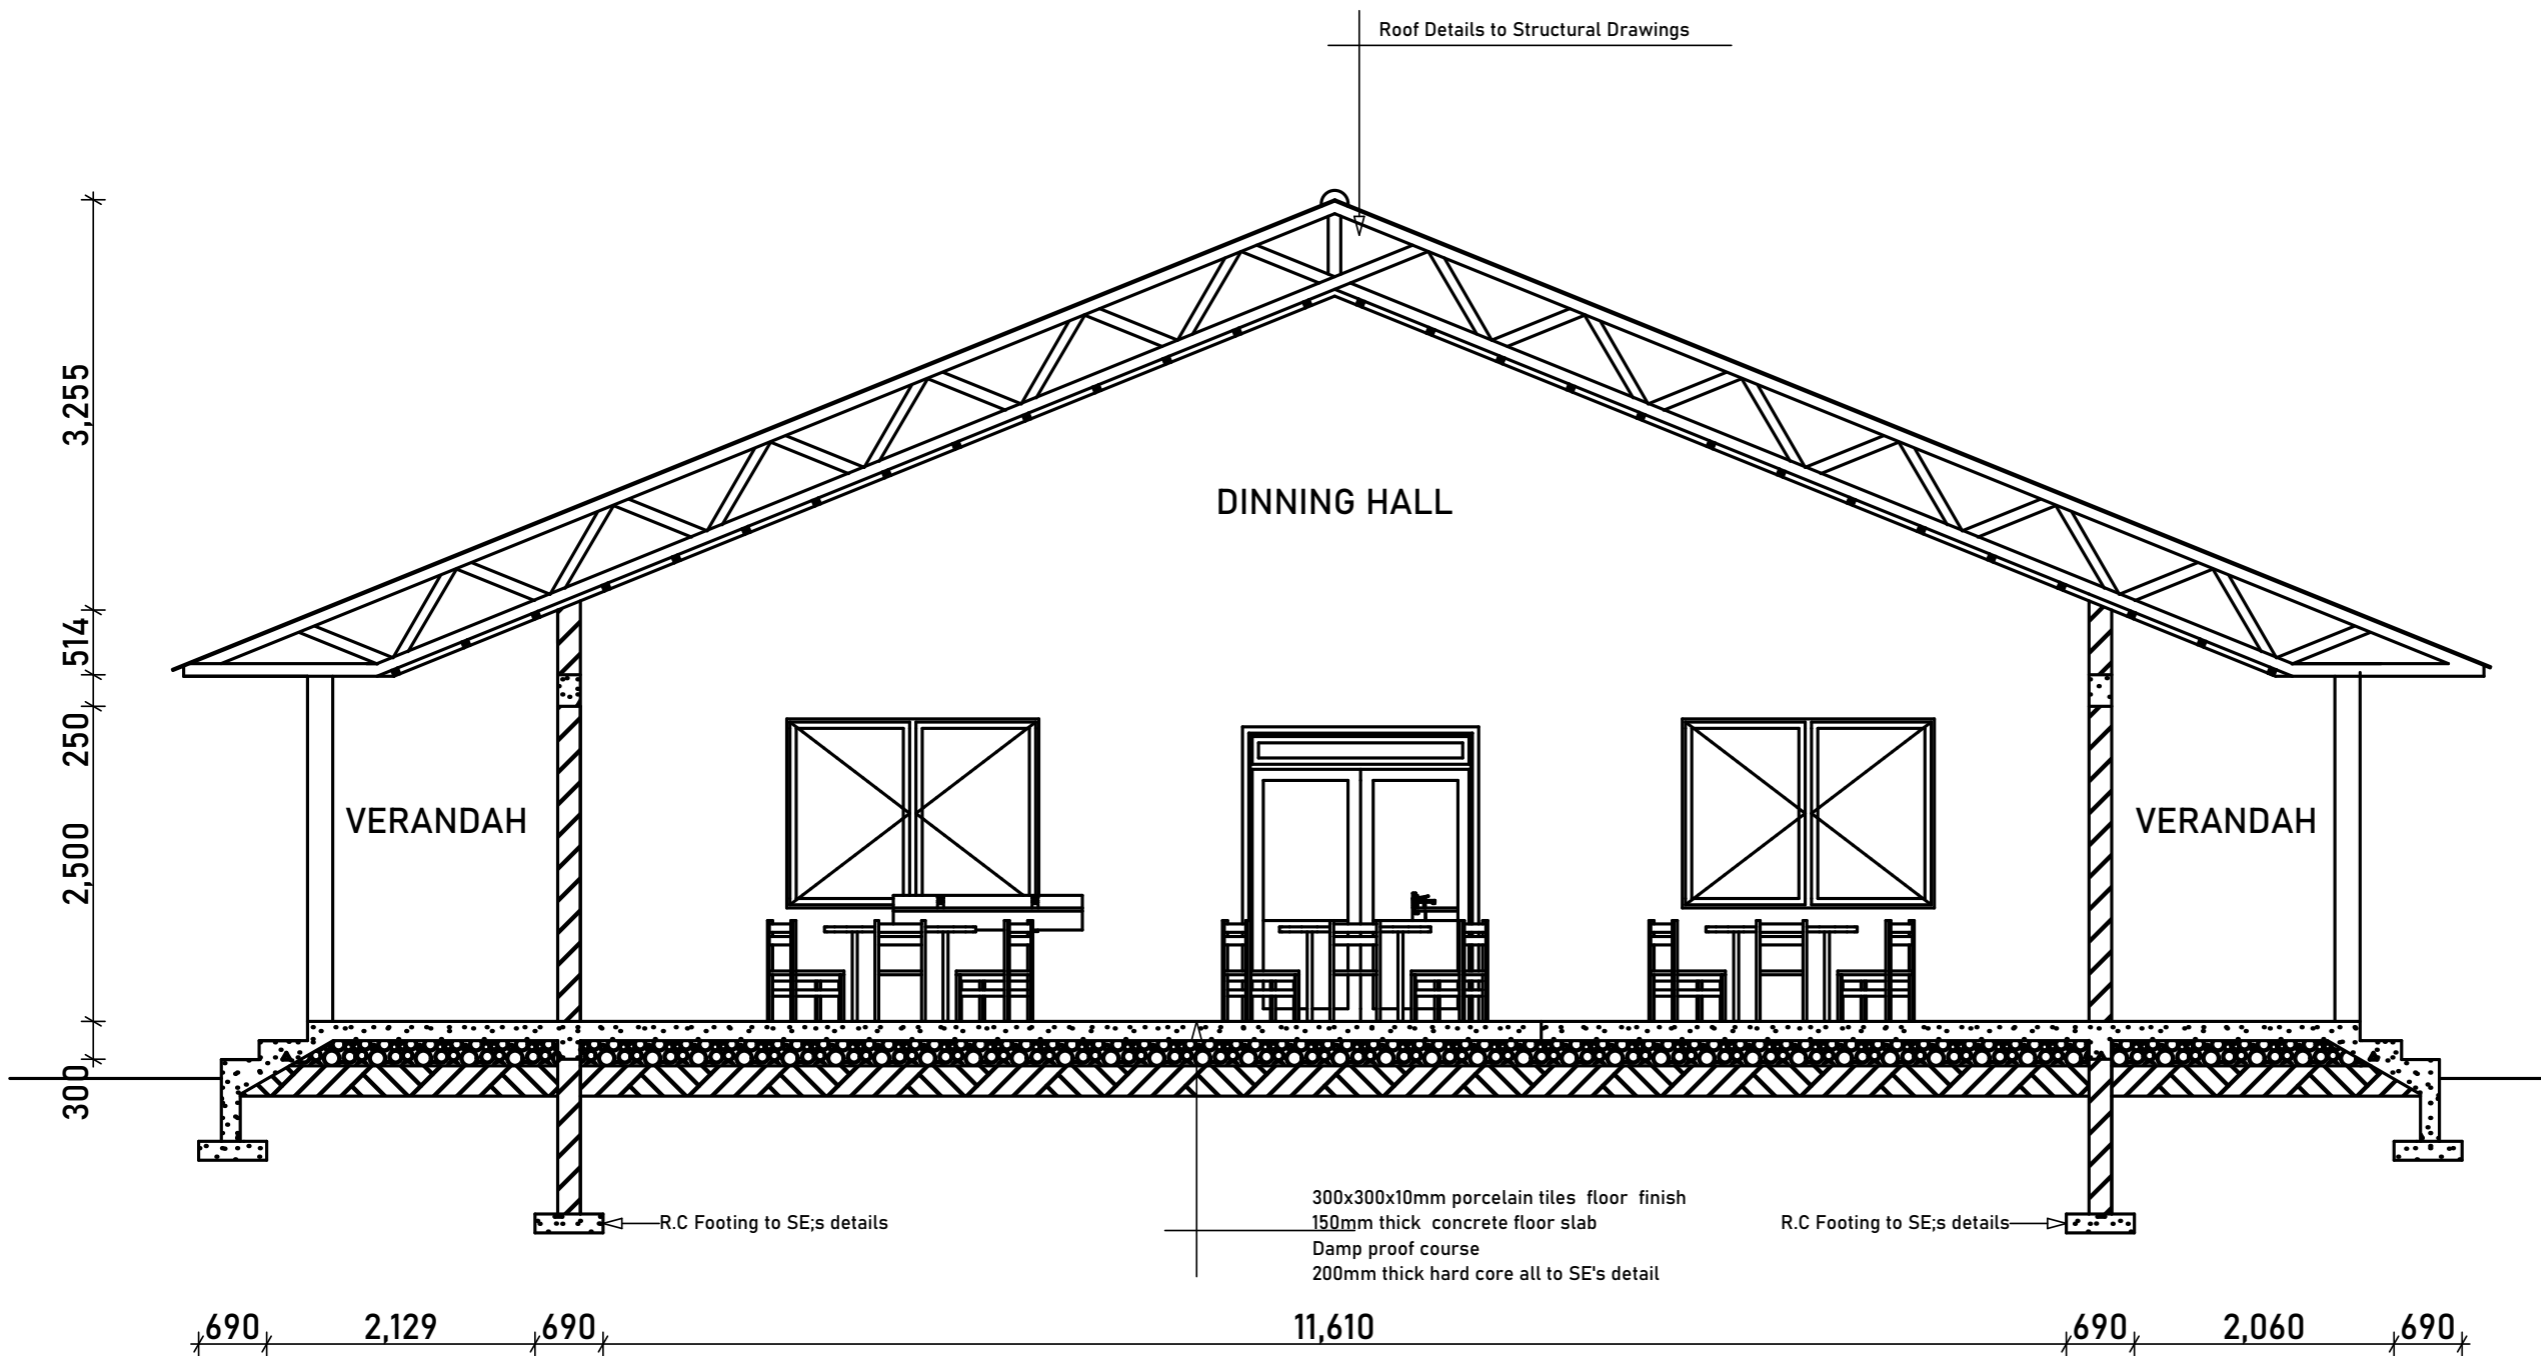 Roof Details to Structural Drawings
3,255
DINNING HALL
514
250
2,500
VERANDAH
VERANDAH
300
300x300x10mm porcelain tiles floor finish
R.C Footing to SE;s details
150mm thick concrete floor slab
R.C Footing to SE;s details
Damp proof course
200mm thick hard core all to SE's detail
690 2,129 690 11,610 690 2,060 690